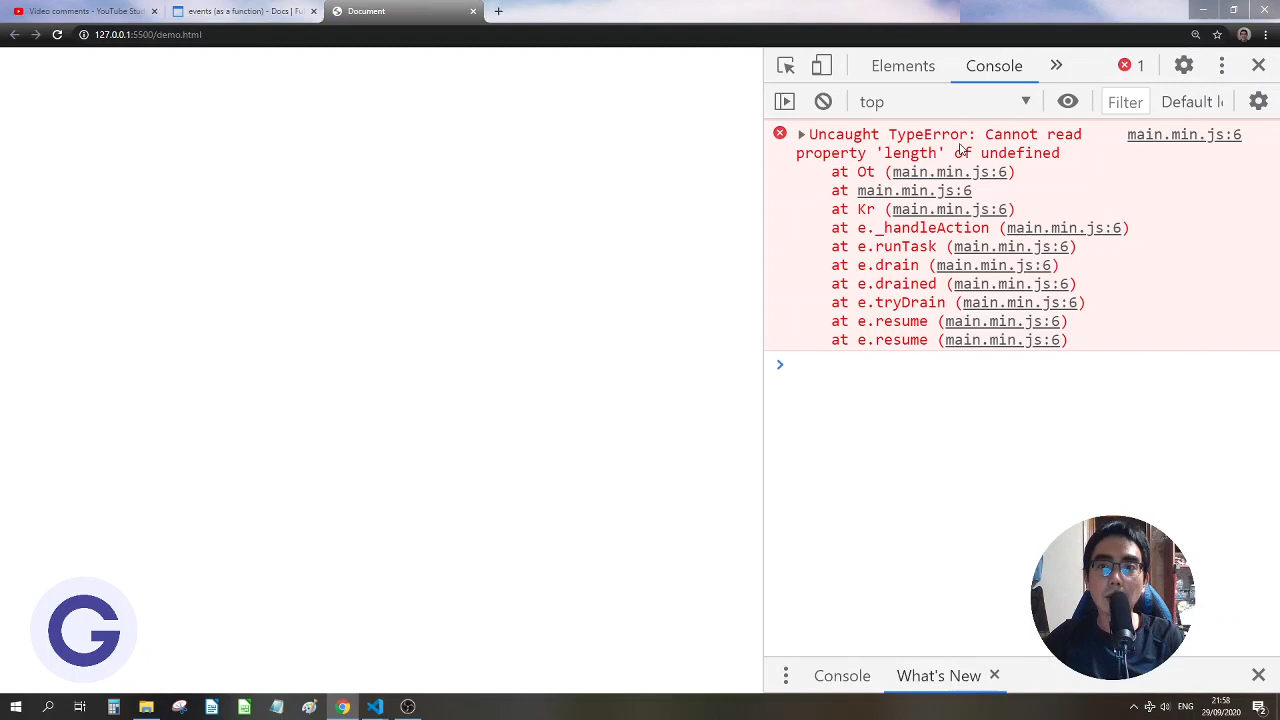 Video comments - YouTube Stud
events (as a function) - Docs | Full
Document
127.0.0.1:5500/demo.html
Elements
Console
1
top
Filter
Default l
Uncaught TypeError: Cannot read main.min.js:6
property 'length' of undefined
at Ot (main.min.js:6)
at main.min.js:6
at Kr (main.min.js:6)
at e._handleAction (main.min.js:6)
at e.runTask (main.min.js:6)
at e.drain (main.min.js:6)
at e.drained (main.min.js:6)
at e.tryDrain (main.min.js:6)
at e.resume (main.min.js:6)
at e.resume (main.min.js:6)
G
Console
What's New
ENG
21:58
29/09/2020
2